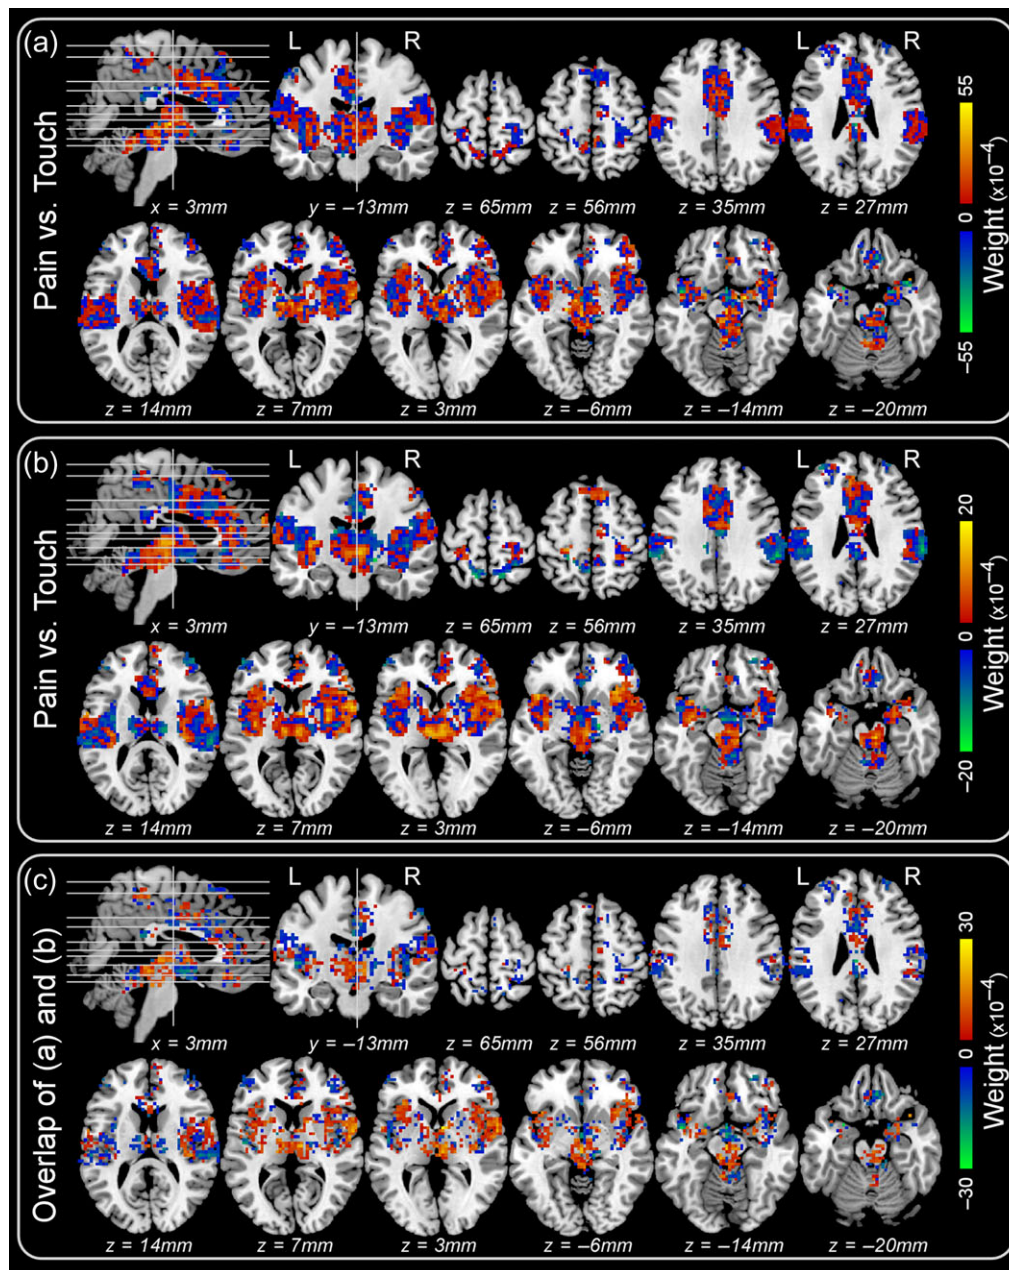 (a)
L R
L R
Pain vs. Touch
x = 3mm y = –13mm z = 65mm z = 56mm z = 35mm z = 27mm
z = 14mm z = 7mm z = 3mm z = –6mm z = –14mm z = –20mm
–55 0 55
Weight (x10⁻⁴)
(b)
L R
L R
Pain vs. Touch
x = 3mm y = –13mm z = 65mm z = 56mm z = 35mm z = 27mm
z = 14mm z = 7mm z = 3mm z = –6mm z = –14mm z = –20mm
–20 0 20
Weight (x10⁻⁴)
(c)
L R
L R
Overlap of (a) and (b)
x = 3mm y = –13mm z = 65mm z = 56mm z = 35mm z = 27mm
z = 14mm z = 7mm z = 3mm z = –6mm z = –14mm z = –20mm
–30 0 30
Weight (x10⁻⁴)